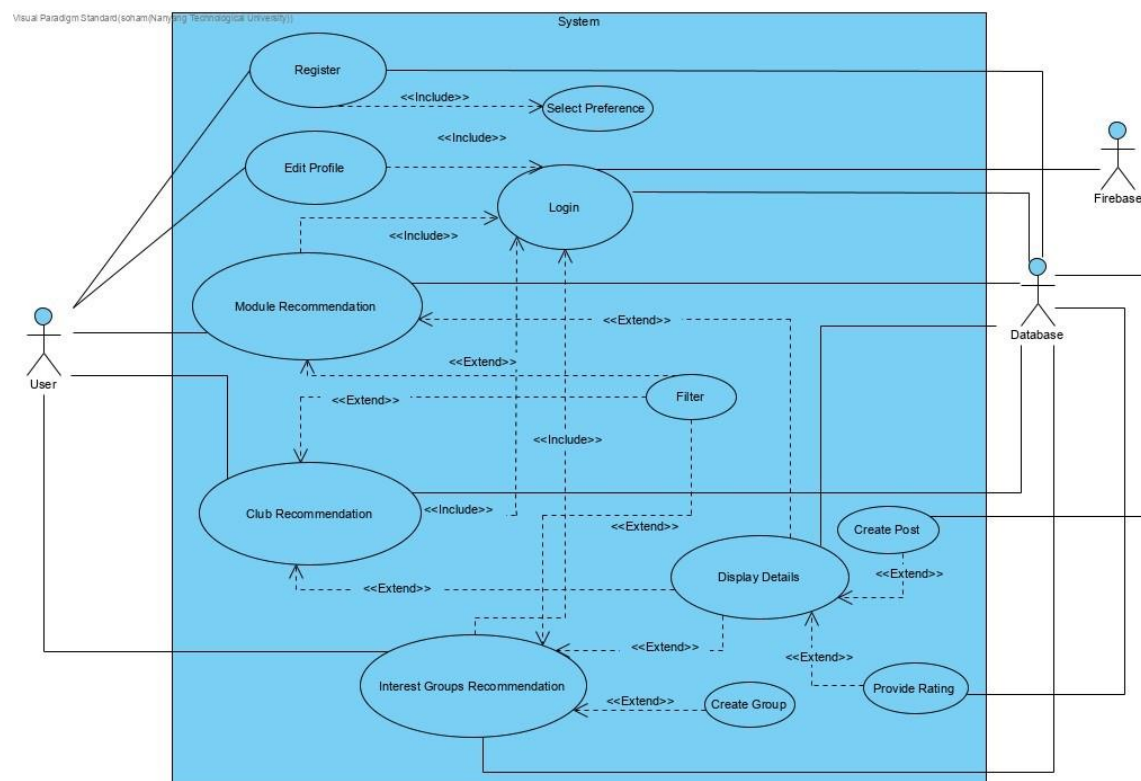 Visual Paradigm Standard(soham(Nanyang Technological University))
System
Register
<<Include>>
Select Preference
<<Include>>
Edit Profile
Login
Firebase
<<Include>>
Module Recommendation
<<Extend>>
Database
User
<<Extend>>
Filter
<<Extend>>
<<Include>>
Club Recommendation
<<Include>>
<<Extend>>
Create Post
Display Details
<<Extend>>
<<Extend>>
<<Extend>>
<<Extend>>
Interest Groups Recommendation
Provide Rating
<<Extend>>
Create Group